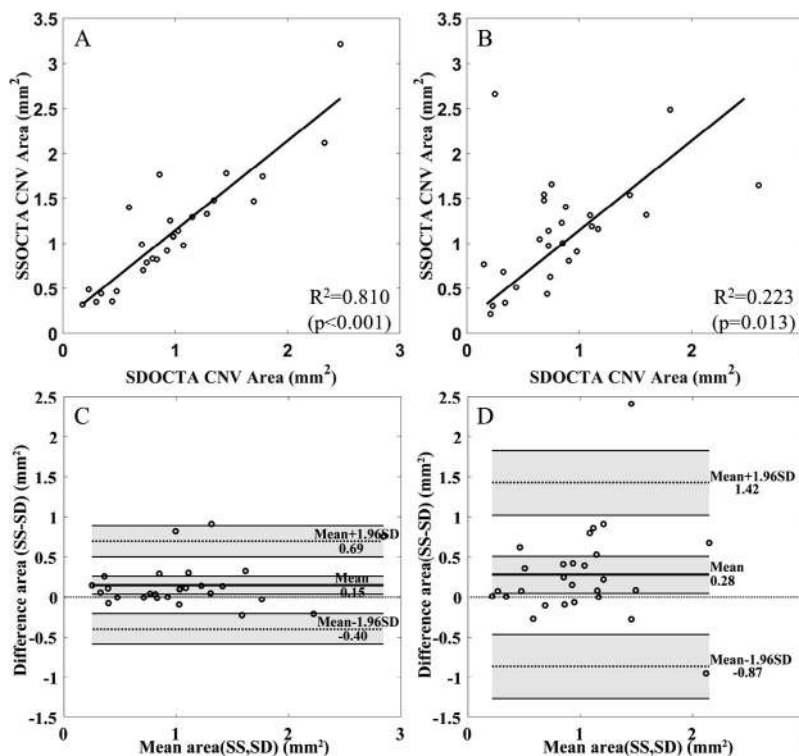 A
SSOCTA CNV Area (mm²)
3.5
3
2.5
2
1.5
1
0.5
0
R²=0.810
(p<0.001)
0 1 2 3
SDOCTA CNV Area (mm²)
B
SSOCTA CNV Area (mm²)
3.5
3
2.5
2
1.5
1
0.5
0
R²=0.223
(p=0.013)
0 1 2
SDOCTA CNV Area (mm²)
C
Difference area (SS-SD) (mm²)
2.5
2
1.5
1
0.5
0
-0.5
-1
-1.5
Mean+1.96SD
0.69
Mean
0.15
Mean-1.96SD
-0.40
0 1 2 3
Mean area(SS,SD) (mm²)
D
Difference area(SS-SD) (mm²)
2.5
2
1.5
1
0.5
0
-0.5
-1
-1.5
Mean+1.96SD
1.42
Mean
0.28
Mean-1.96SD
-0.87
0 1 2
Mean area(SS,SD) (mm²)